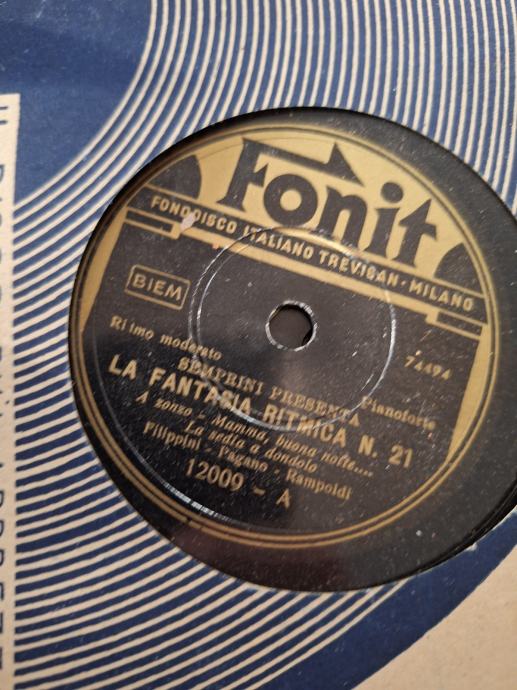 Fonit
FONODISCO ITALIANO TREVISAN - MILANO
BIEM
74494
Ritmo moderato
Pianoforte
SEMPRINI PRESENTA
LA FANTASIA RITMICA N. 21
A zonzo - Mamma, buona notte....
La sedia a dondolo
Filippini - Pagano - Rampoldi
12009 - A